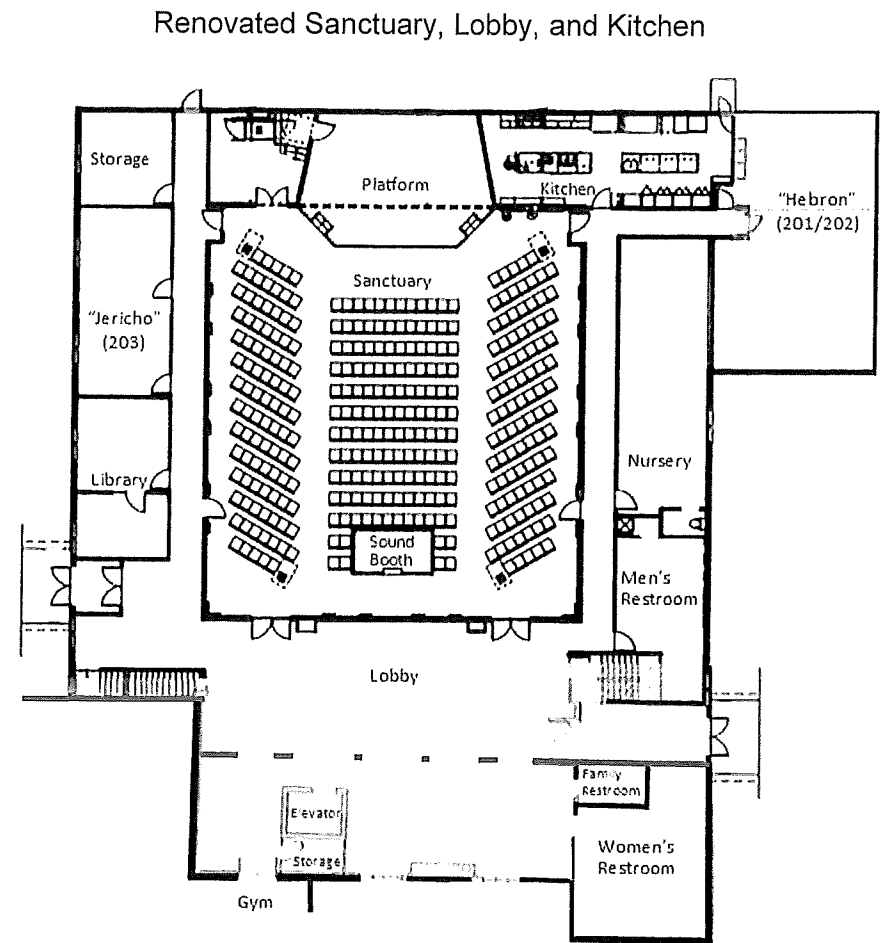 Renovated Sanctuary, Lobby, and Kitchen
Storage
Platform
Kitchen
“Hebron”
(201/202)
Sanctuary
“Jericho”
(203)
Library
Nursery
Sound
Booth
Men’s
Restroom
Lobby
Family
Restroom
Elevator
Storage
Women’s
Restroom
Gym